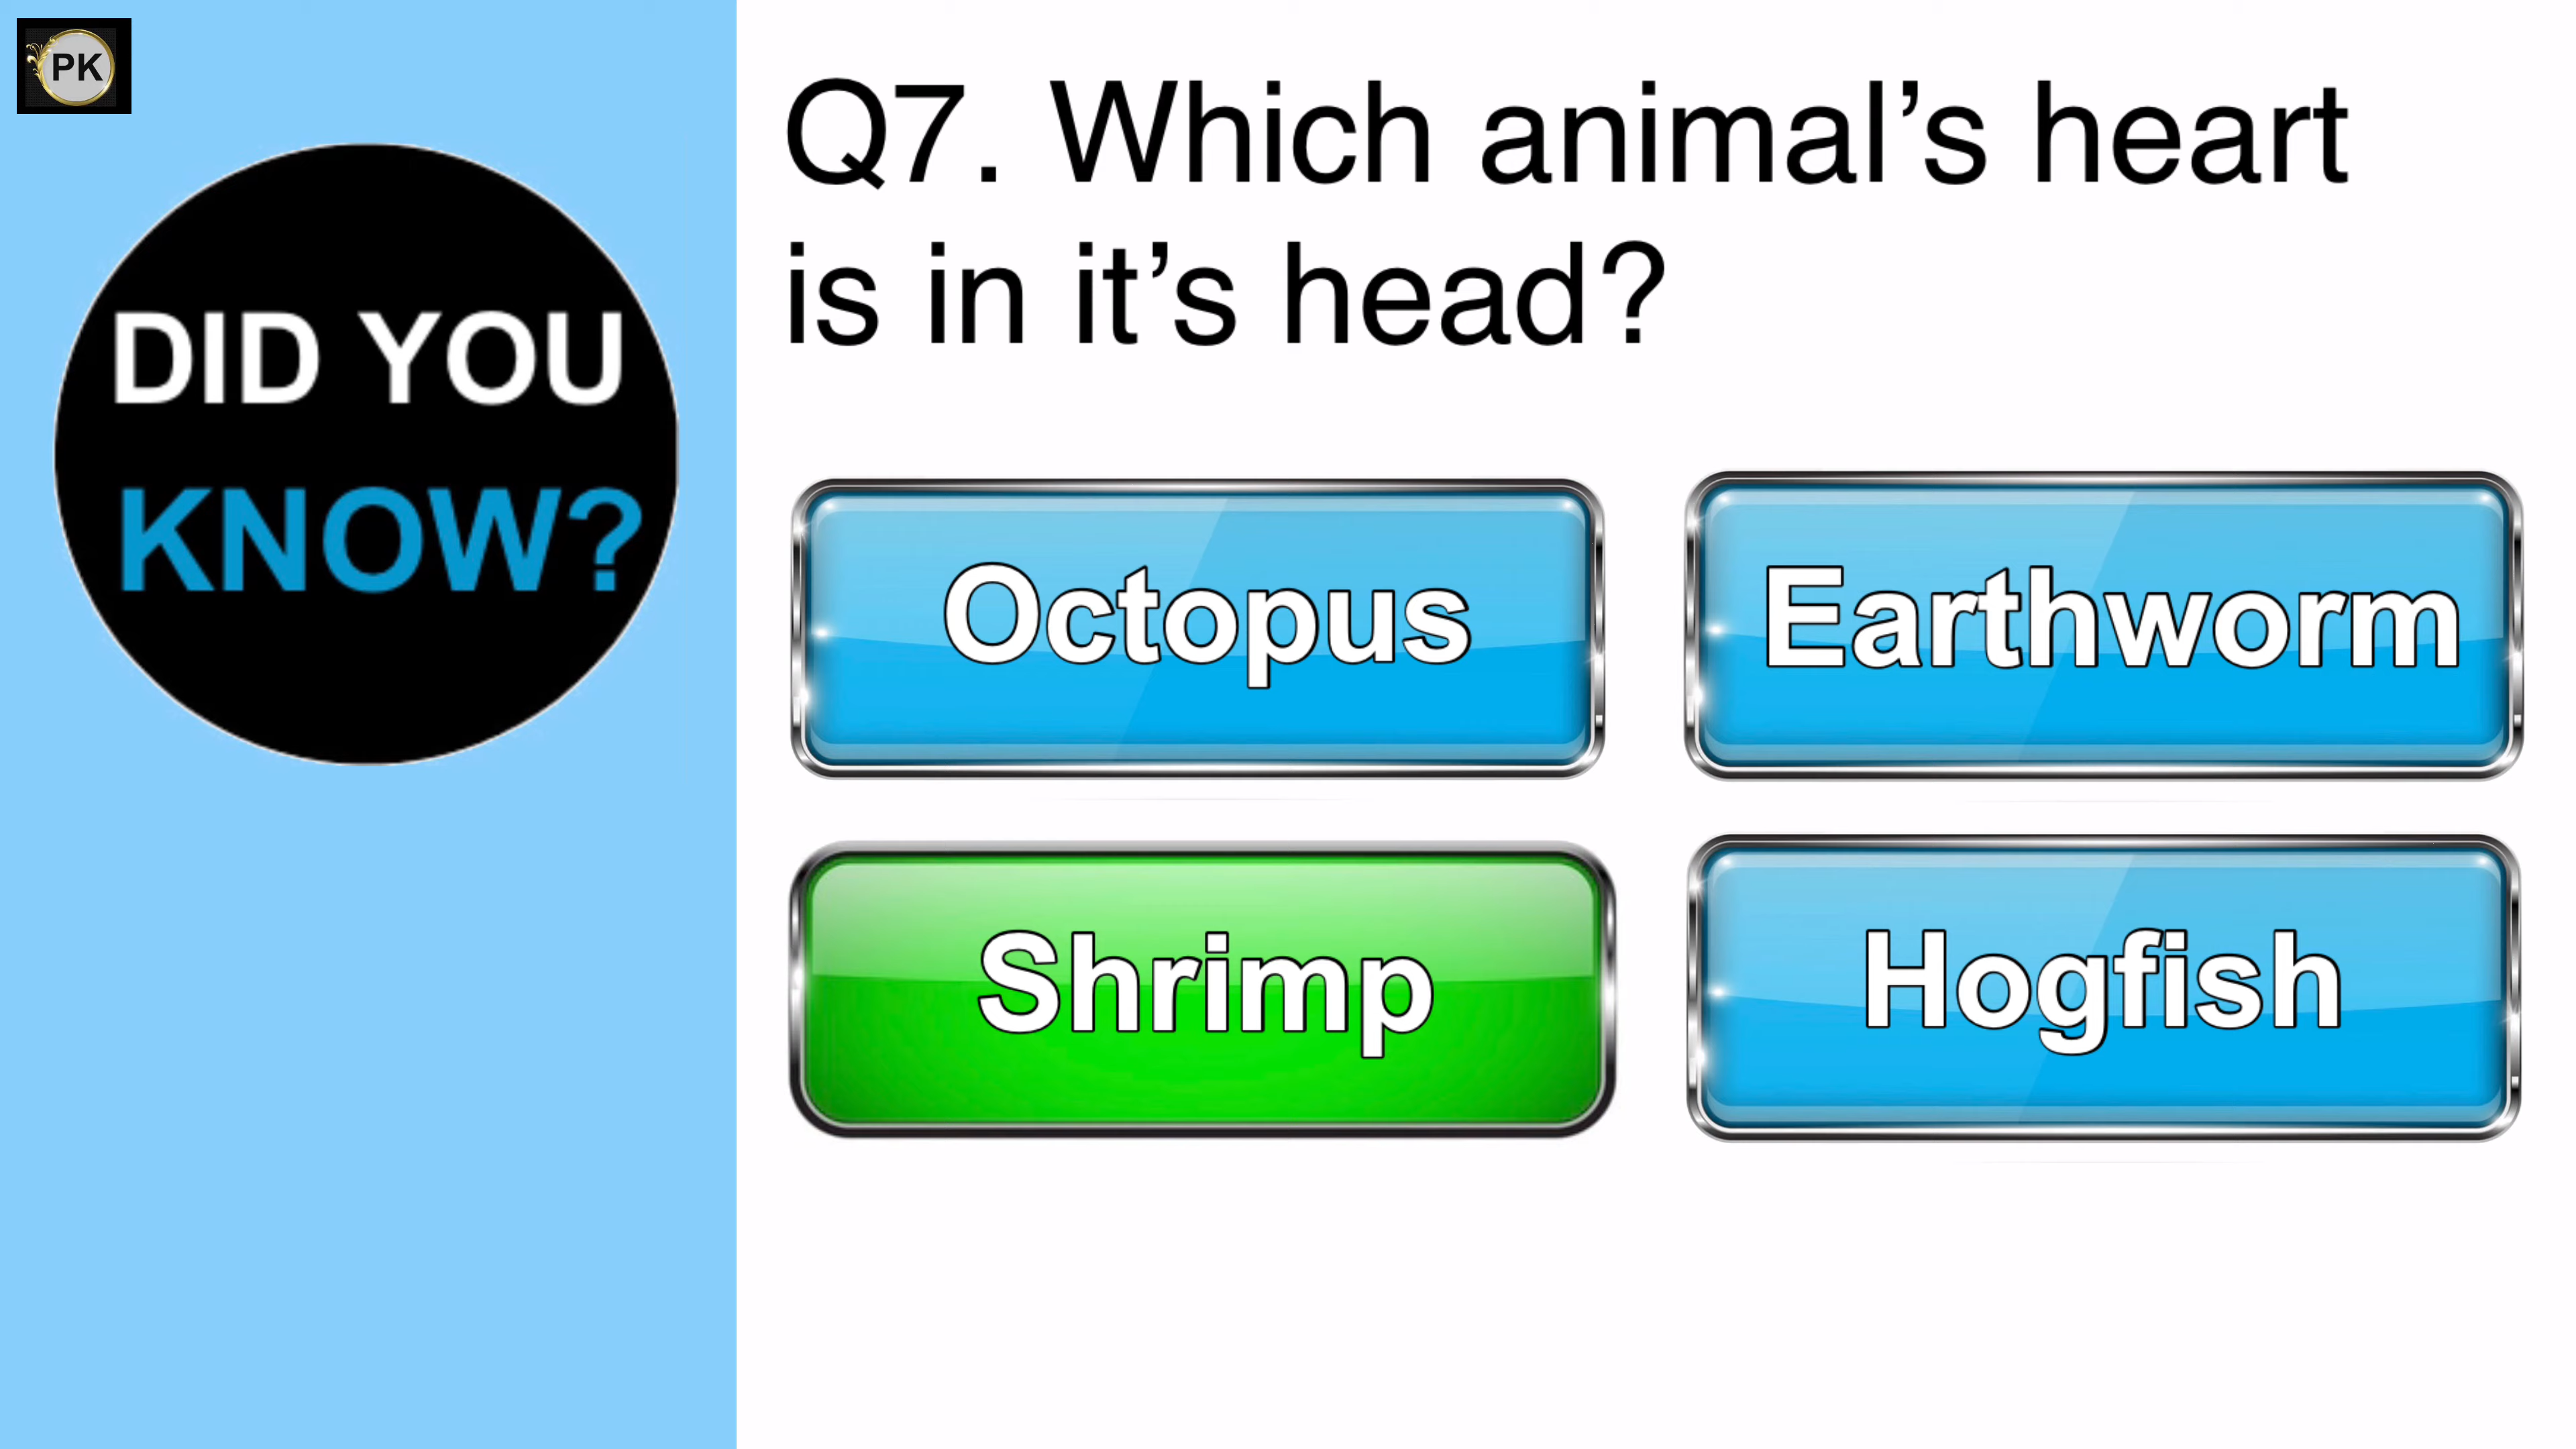 PK
DID YOU
KNOW?
Q7. Which animal’s heart
is in it’s head?
Octopus
Earthworm
Shrimp
Hogfish